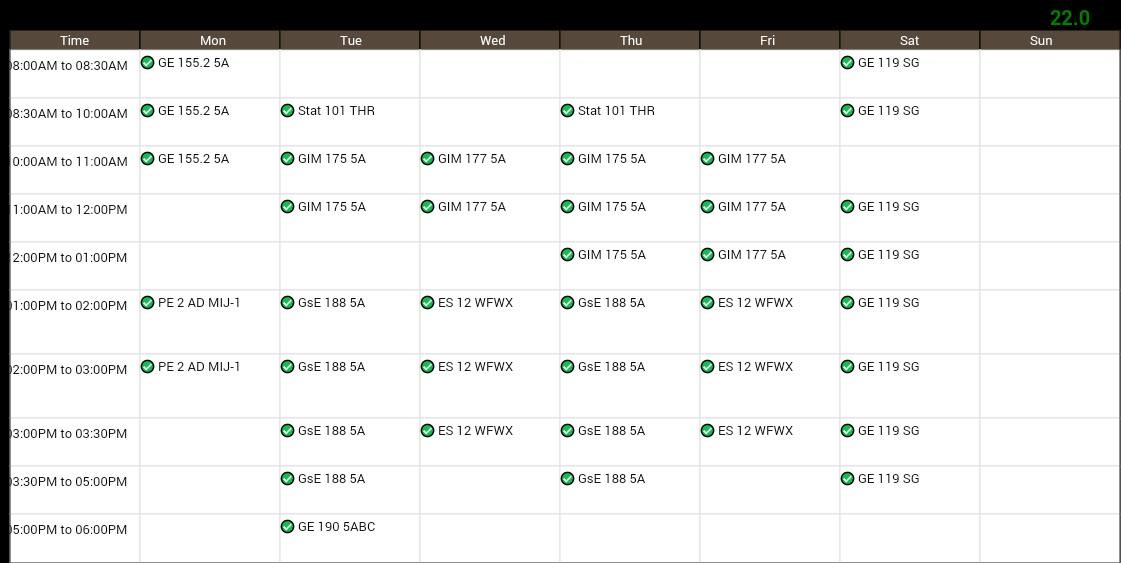 22.0
Time Mon Tue Wed Thu Fri Sat Sun
8:00AM to 08:30AM GE 155.2 5A GE 119 SG
08:30AM to 10:00AM GE 155.2 5A Stat 101 THR Stat 101 THR GE 119 SG
0:00AM to 11:00AM GE 155.2 5A GIM 175 5A GIM 177 5A GIM 175 5A GIM 177 5A
1:00AM to 12:00PM GIM 175 5A GIM 177 5A GIM 175 5A GIM 177 5A GE 119 SG
2:00PM to 01:00PM GIM 175 5A GIM 177 5A GE 119 SG
01:00PM to 02:00PM PE 2 AD MIJ-1 GsE 188 5A ES 12 WFWX GsE 188 5A ES 12 WFWX GE 119 SG
02:00PM to 03:00PM PE 2 AD MIJ-1 GsE 188 5A ES 12 WFWX GsE 188 5A ES 12 WFWX GE 119 SG
03:00PM to 03:30PM GsE 188 5A ES 12 WFWX GsE 188 5A ES 12 WFWX GE 119 SG
03:30PM to 05:00PM GsE 188 5A GsE 188 5A GE 119 SG
05:00PM to 06:00PM GE 190 5ABC